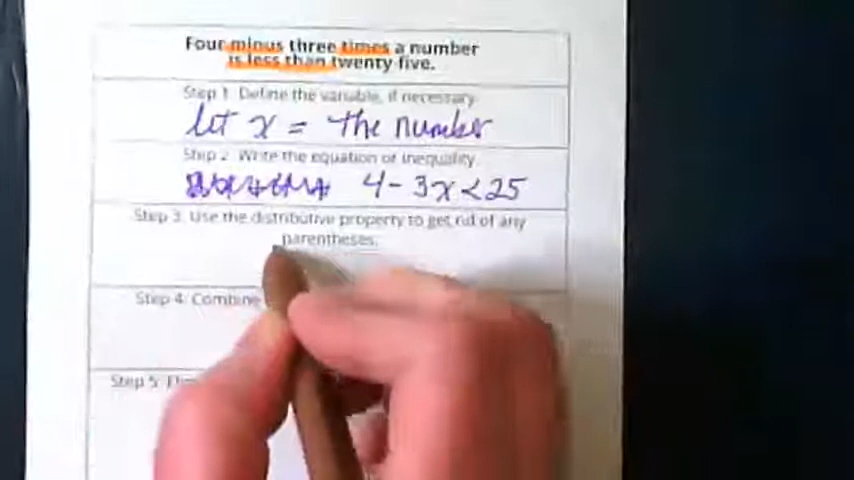 Four minus three times a number
is less than twenty-five.
Step 1: Define the variable, if necessary.
let x = the number
Step 2: Write the equation or inequality.
4 - 3x < 25
Step 3: Use the distributive property to get rid of any
parentheses.
Step 4: Combine
Step 5: